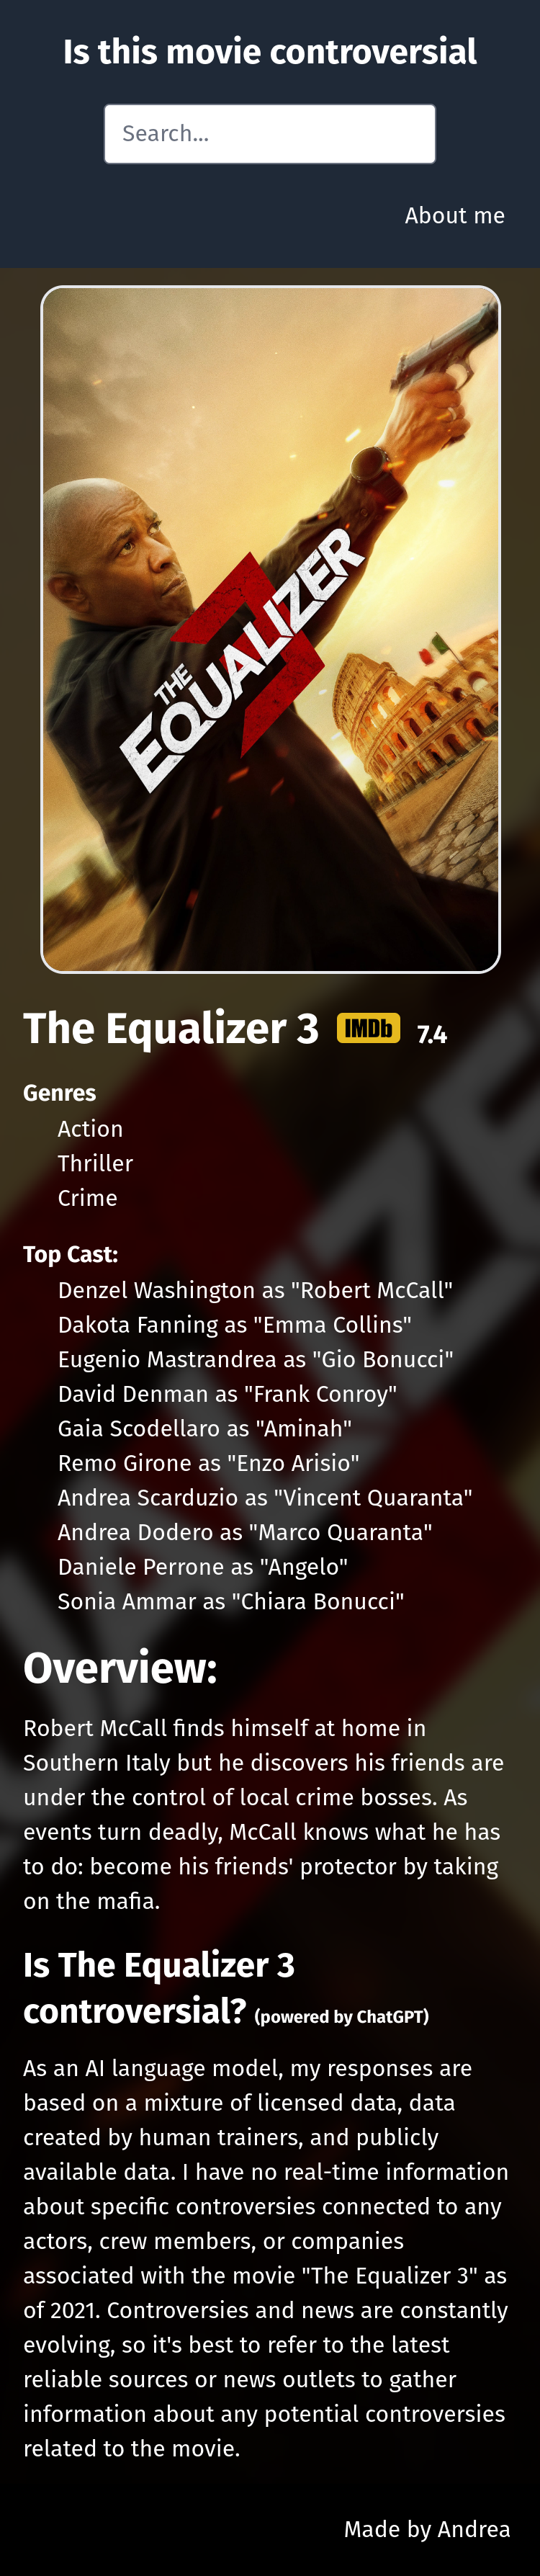 Is this movie controversial
Search...
About me
THE
EQUALIZER
3
The Equalizer 3 IMDb 7.4
Genres
Action
Thriller
Crime
Top Cast:
Denzel Washington as "Robert McCall"
Dakota Fanning as "Emma Collins"
Eugenio Mastrandrea as "Gio Bonucci"
David Denman as "Frank Conroy"
Gaia Scodellaro as "Aminah"
Remo Girone as "Enzo Arisio"
Andrea Scarduzio as "Vincent Quaranta"
Andrea Dodero as "Marco Quaranta"
Daniele Perrone as "Angelo"
Sonia Ammar as "Chiara Bonucci"
Overview:
Robert McCall finds himself at home in
Southern Italy but he discovers his friends are
under the control of local crime bosses. As
events turn deadly, McCall knows what he has
to do: become his friends' protector by taking
on the mafia.
Is The Equalizer 3
controversial? (powered by ChatGPT)
As an AI language model, my responses are
based on a mixture of licensed data, data
created by human trainers, and publicly
available data. I have no real-time information
about specific controversies connected to any
actors, crew members, or companies
associated with the movie "The Equalizer 3" as
of 2021. Controversies and news are constantly
evolving, so it's best to refer to the latest
reliable sources or news outlets to gather
information about any potential controversies
related to the movie.
Made by Andrea